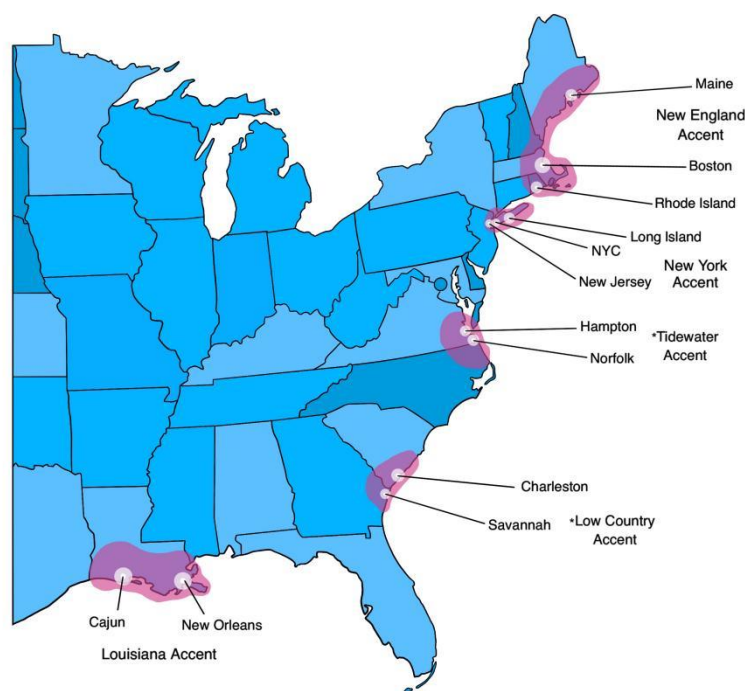 Maine
New England
Accent
Boston
Rhode Island
Long Island
NYC
New Jersey
New York
Accent
Hampton
*Tidewater
Accent
Norfolk
Charleston
Savannah
*Low Country
Accent
Cajun
New Orleans
Louisiana Accent